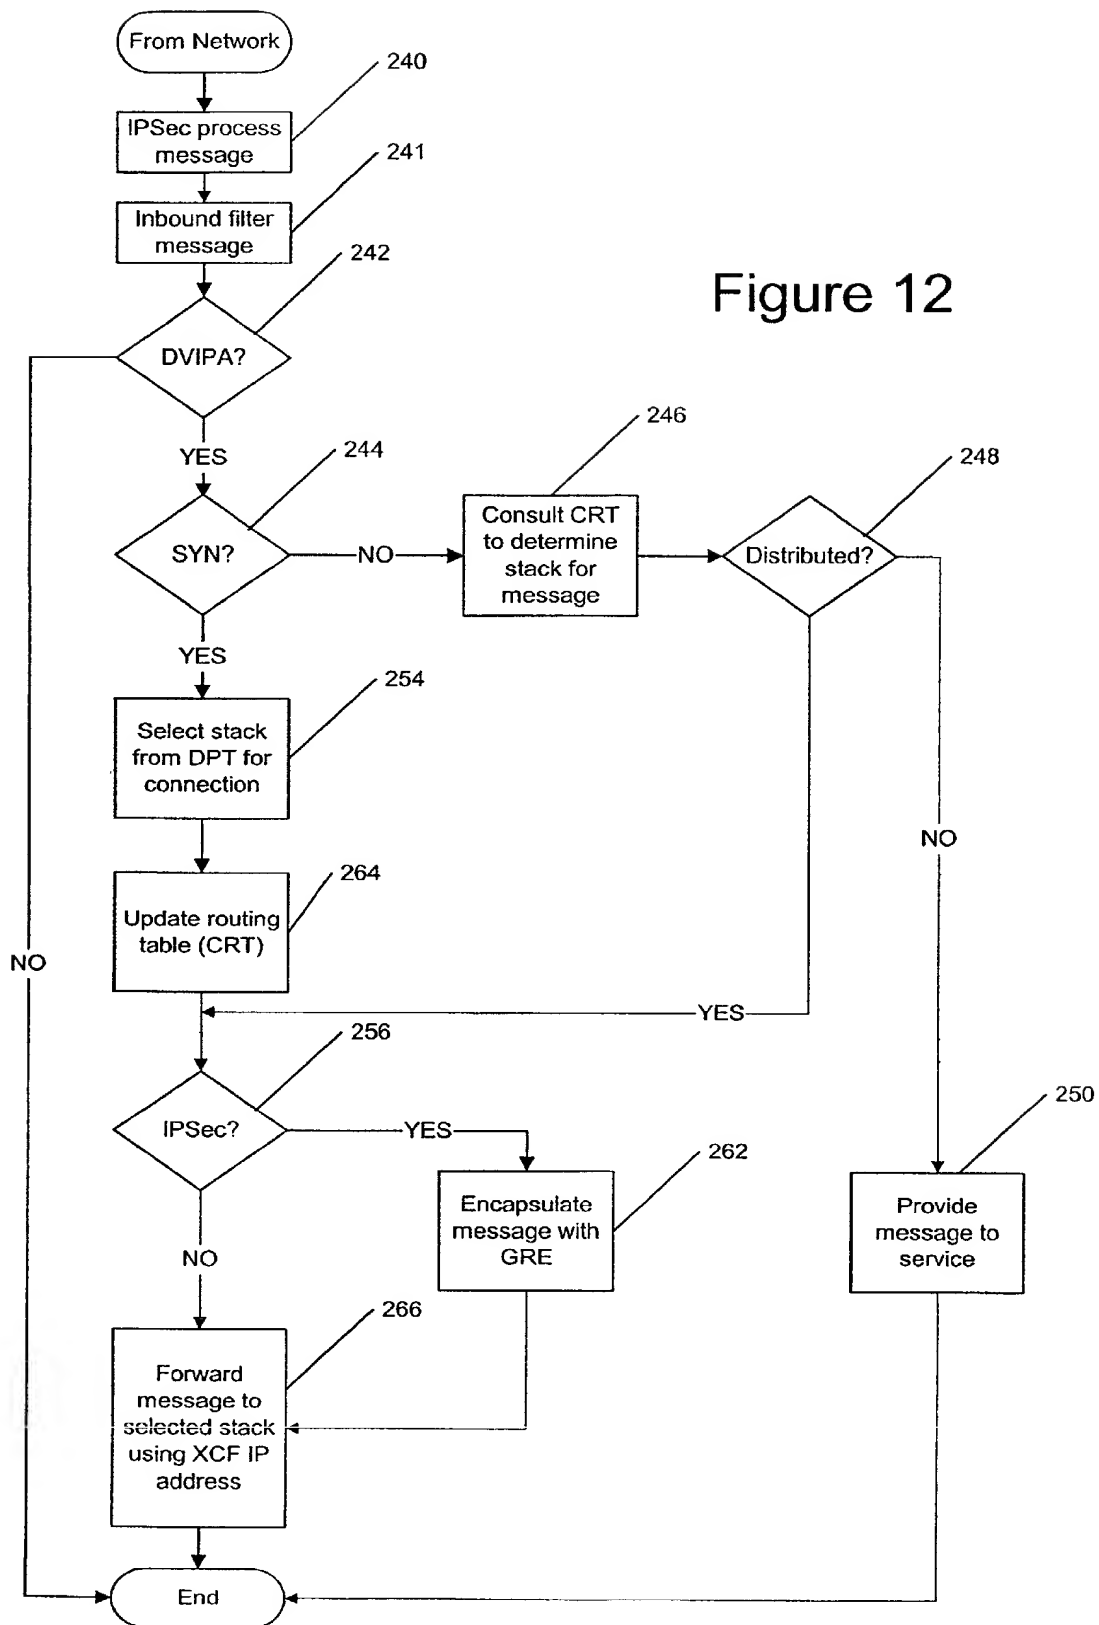 From Network
240
IPSec process
message
241
Inbound filter
message
242
Figure 12
DVIPA?
YES
244
SYN?
NO
246
Consult CRT
to determine
stack for
message
248
Distributed?
YES
254
Select stack
from DPT for
connection
NO
264
Update routing
table (CRT)
NO
YES
256
IPSec?
YES
262
Encapsulate
message with
GRE
250
Provide
message to
service
NO
266
Forward
message to
selected stack
using XCF IP
address
End